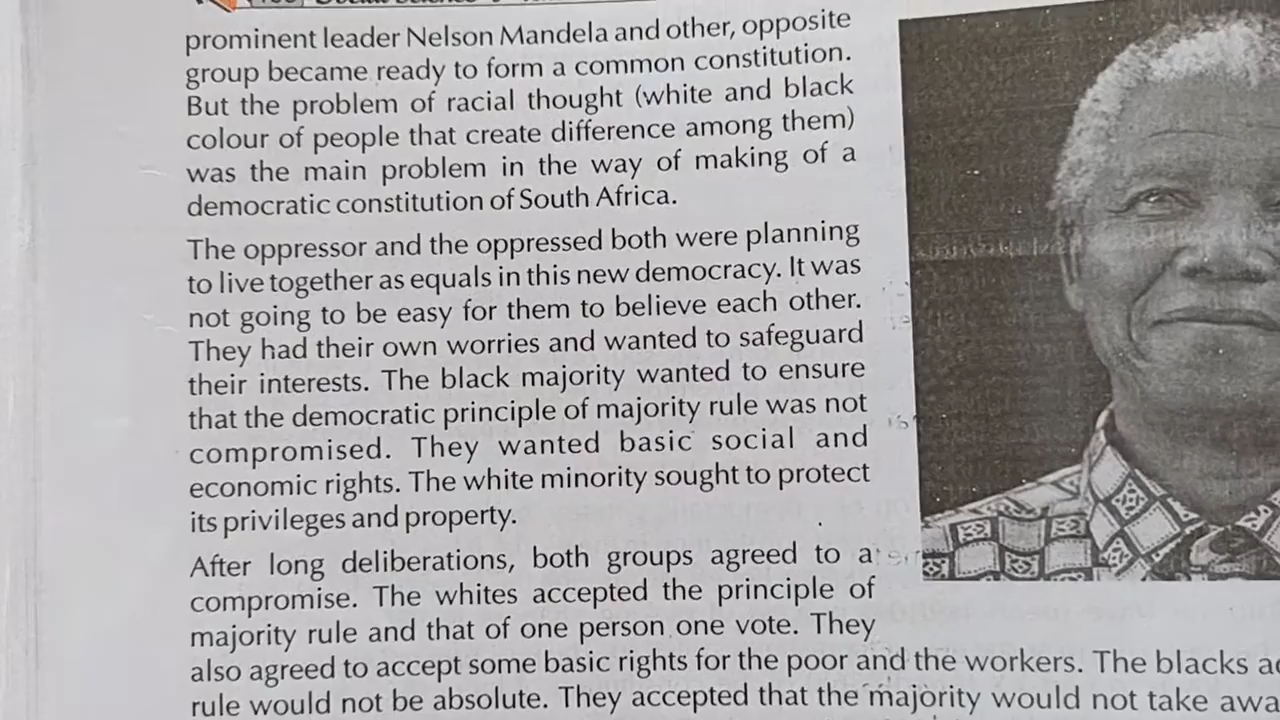 prominent leader Nelson Mandela and other, opposite
group became ready to form a common constitution.
But the problem of racial thought (white and black
colour of people that create difference among them)
was the main problem in the way of making of a
democratic constitution of South Africa.
The oppressor and the oppressed both were planning
to live together as equals in this new democracy. It was
not going to be easy for them to believe each other.
They had their own worries and wanted to safeguard
their interests. The black majority wanted to ensure
that the democratic principle of majority rule was not
compromised. They wanted basic social and
economic rights. The white minority sought to protect
its privileges and property.
After long deliberations, both groups agreed to a
compromise. The whites accepted the principle of
majority rule and that of one person one vote. They
also agreed to accept some basic rights for the poor and the workers. The blacks
rule would not be absolute. They accepted that the majority would not take